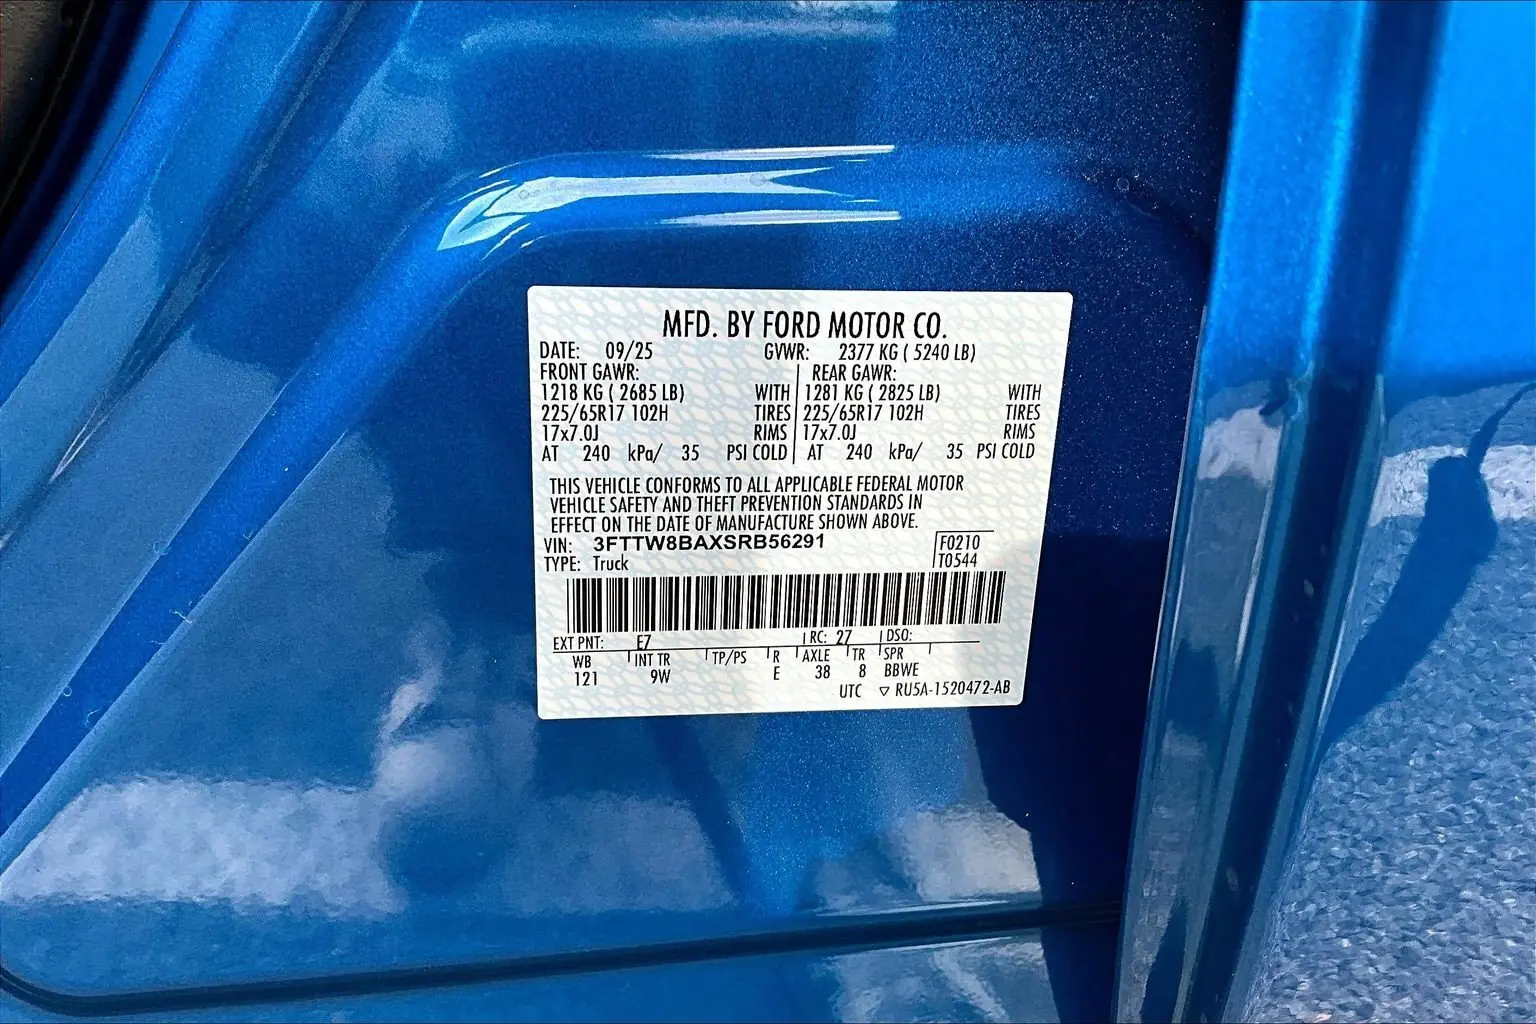 MFD. BY FORD MOTOR CO.
DATE: 09/25 GVWR: 2377 KG ( 5240 LB)
FRONT GAWR: REAR GAWR:
1218 KG ( 2685 LB) WITH 1281 KG ( 2825 LB) WITH
225/65R17 102H TIRES 225/65R17 102H TIRES
17x7.0J RIMS 17x7.0J RIMS
AT 240 kPa/ 35 PSI COLD AT 240 kPa/ 35 PSI COLD
THIS VEHICLE CONFORMS TO ALL APPLICABLE FEDERAL MOTOR
VEHICLE SAFETY AND THEFT PREVENTION STANDARDS IN
EFFECT ON THE DATE OF MANUFACTURE SHOWN ABOVE.
VIN: 3FTTW8BAXSRB56291 F0210
TYPE: Truck T0544
EXT PNT: E7 RC: 27 DSO:
WB INT TR TP/PS R AXLE TR SPR
121 9W E 38 8 BBWE
UTC ▽ RU5A-1520472-AB